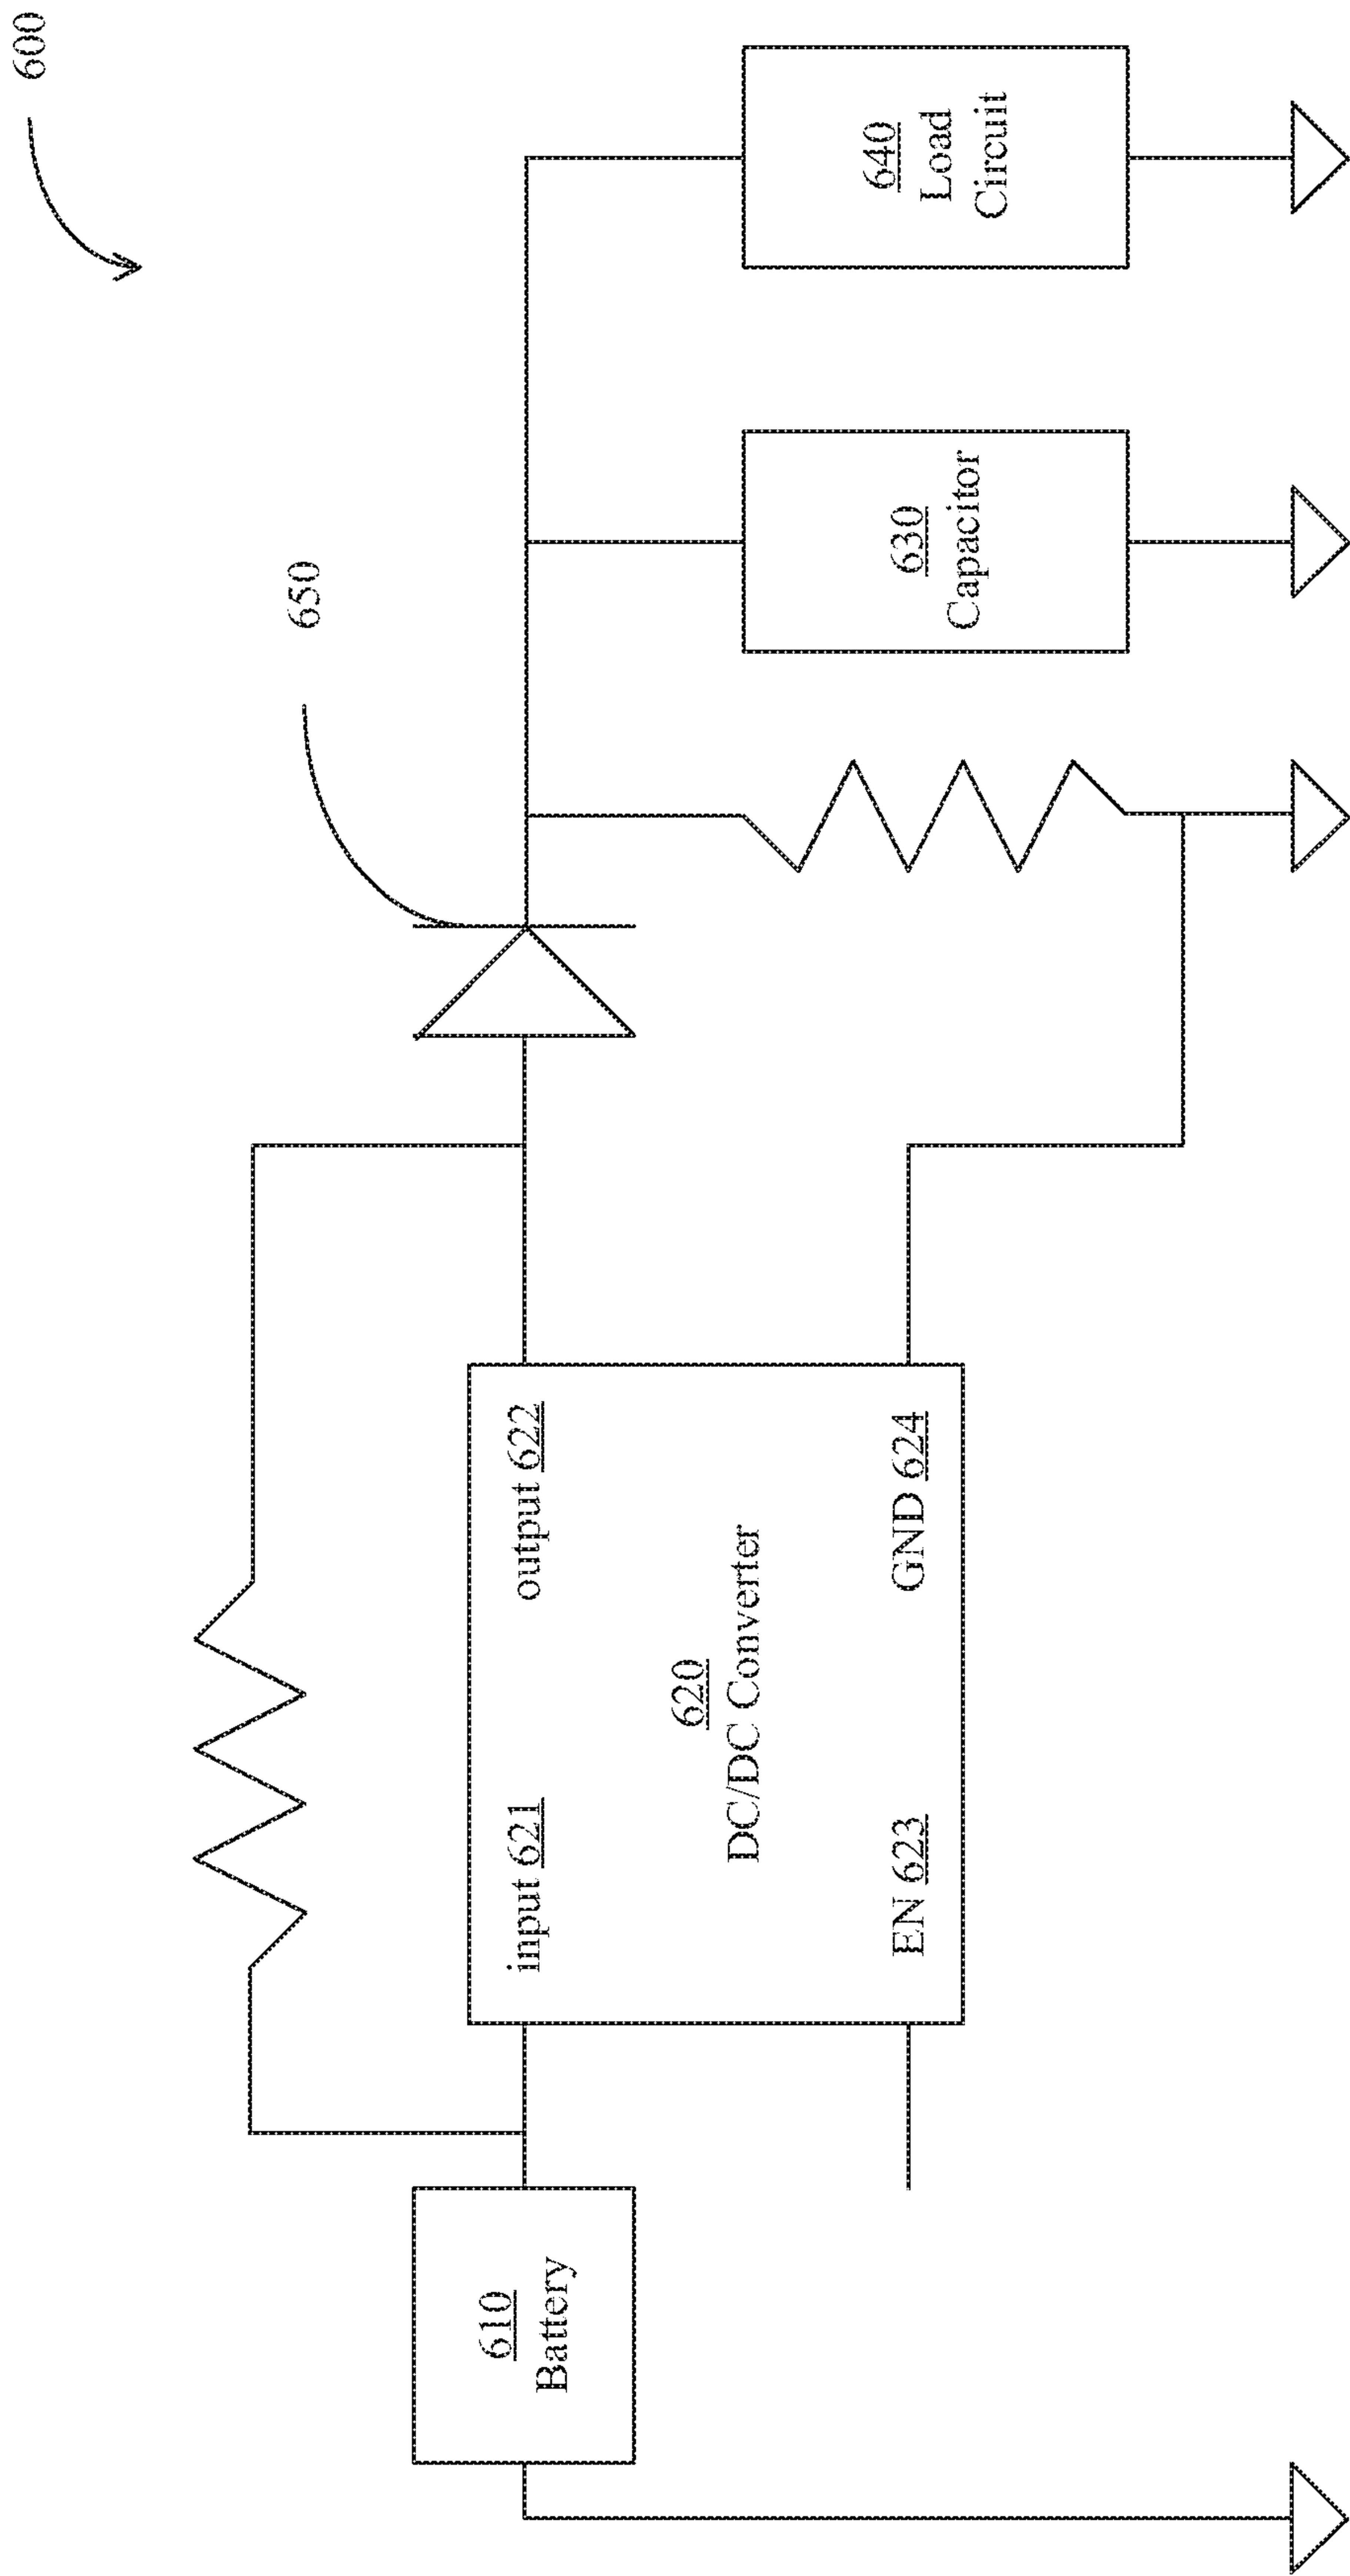 600
650
610
Battery
input 621
output 622
620
DC/DC Converter
EN 623
GND 624
630
Capacitor
640
Load
Circuit